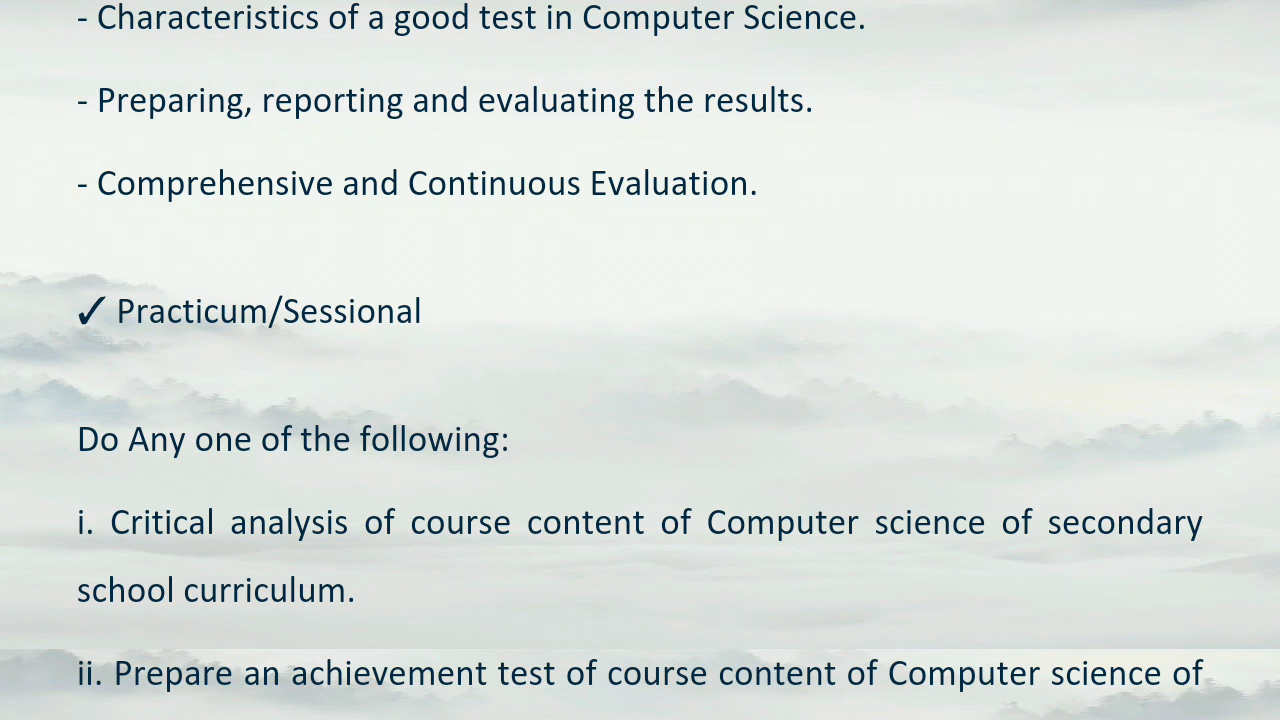 - Characteristics of a good test in Computer Science.
- Preparing, reporting and evaluating the results.
- Comprehensive and Continuous Evaluation.
✓ Practicum/Sessional
Do Any one of the following:
i. Critical analysis of course content of Computer science of secondary
school curriculum.
ii. Prepare an achievement test of course content of Computer science of